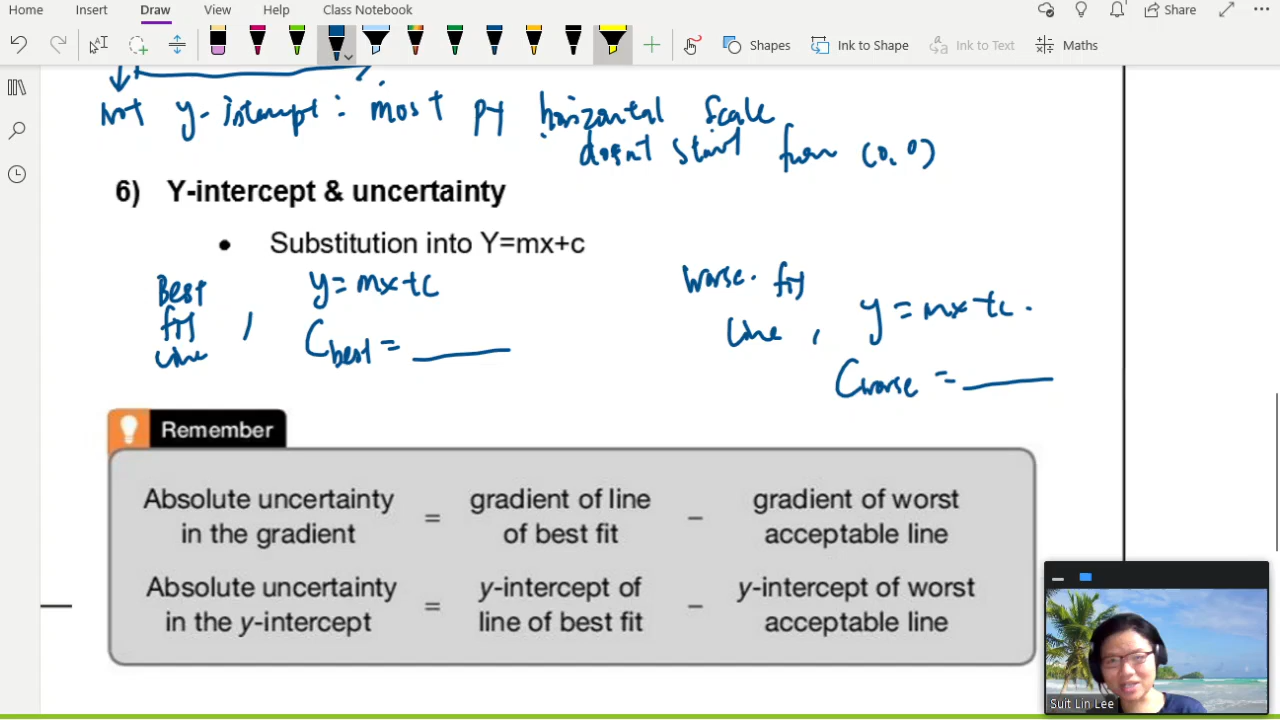 Home Insert Draw View Help Class Notebook Share
Shapes Ink to Shape Ink to Text Maths
not y-intercept: most P4 horizontal scale
doesn't start from (0,0)
6) Y-intercept & uncertainty
• Substitution into Y=mx+c
Best fit line, y=mx+c
Cbest =
Worse fit line, y=mx+c.
Cworse =
Remember
Absolute uncertainty in the gradient = gradient of line of best fit − gradient of worst acceptable line
Absolute uncertainty in the y-intercept = y-intercept of line of best fit − y-intercept of worst acceptable line
Suit Lin Lee